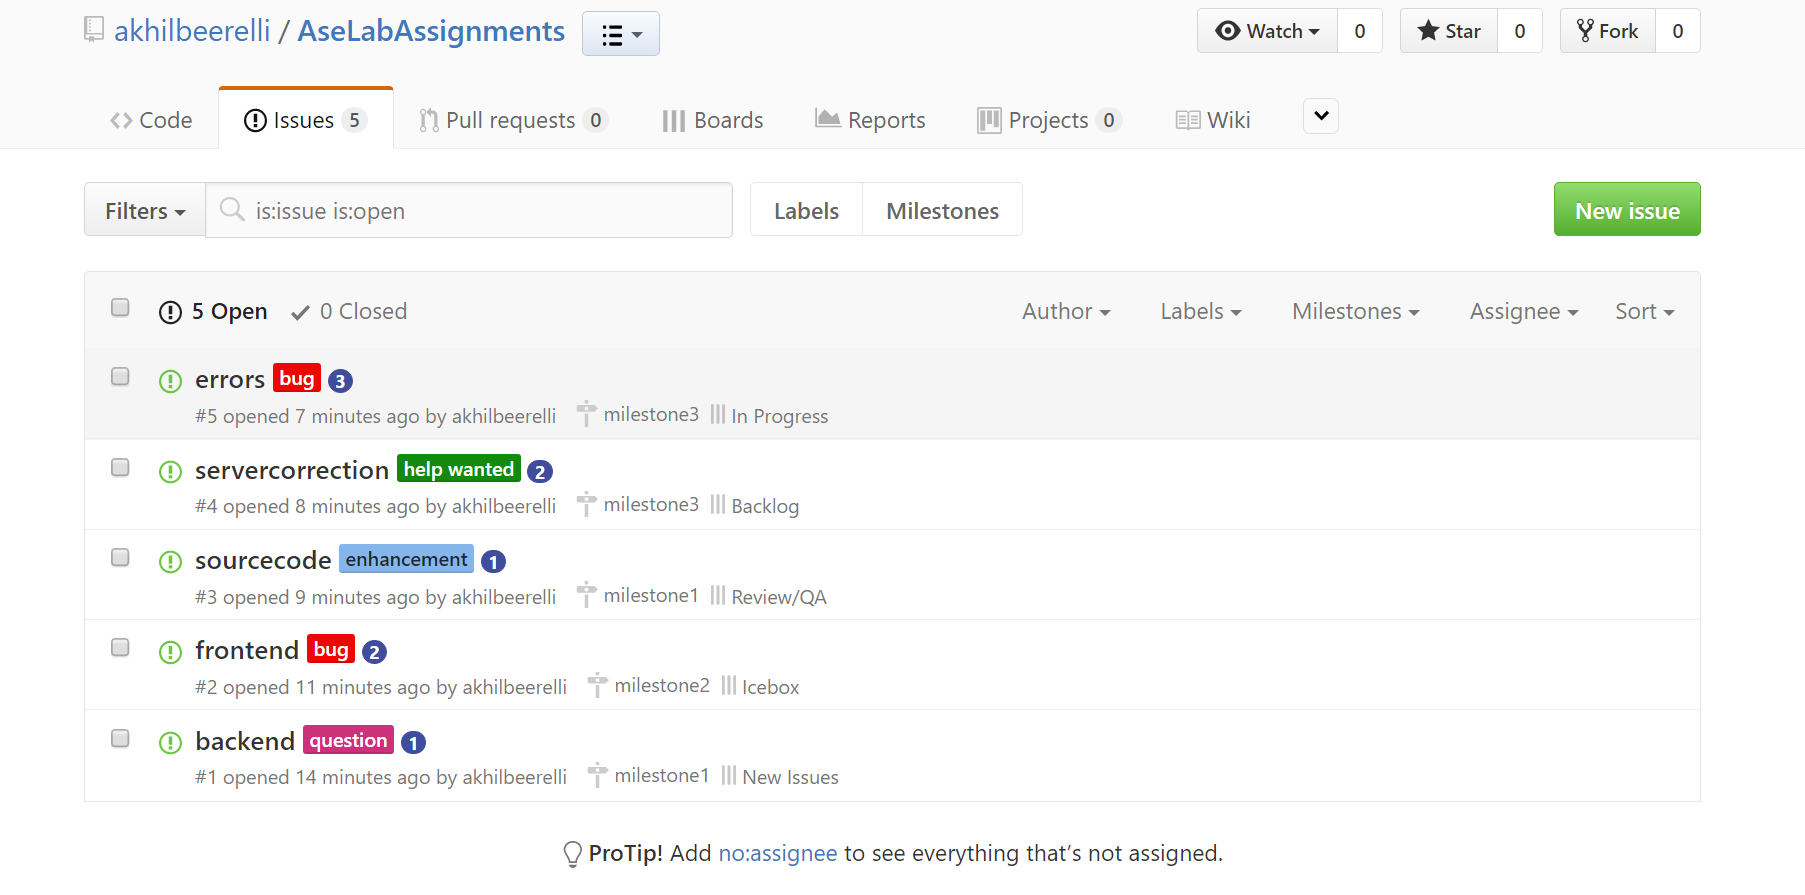 akhilbeerelli / AseLabAssignments
Watch 0 Star 0 Fork 0
Code Issues 5 Pull requests 0 Boards Reports Projects 0 Wiki
Filters is:issue is:open Labels Milestones New issue
5 Open 0 Closed Author Labels Milestones Assignee Sort
errors bug 3
#5 opened 7 minutes ago by akhilbeerelli milestone3 In Progress
servercorrection help wanted 2
#4 opened 8 minutes ago by akhilbeerelli milestone3 Backlog
sourcecode enhancement 1
#3 opened 9 minutes ago by akhilbeerelli milestone1 Review/QA
frontend bug 2
#2 opened 11 minutes ago by akhilbeerelli milestone2 Icebox
backend question 1
#1 opened 14 minutes ago by akhilbeerelli milestone1 New Issues
ProTip! Add no:assignee to see everything that’s not assigned.